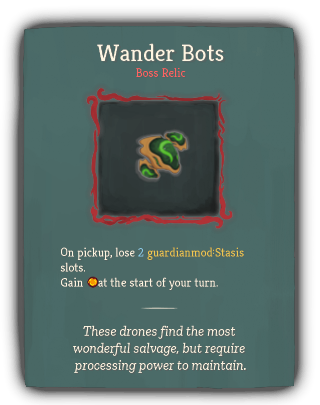 Wander Bots
Boss Relic
On pickup, lose 2 guardianmod:Stasis
slots.
Gain at the start of your turn.
These drones find the most
wonderful salvage, but require
processing power to maintain.